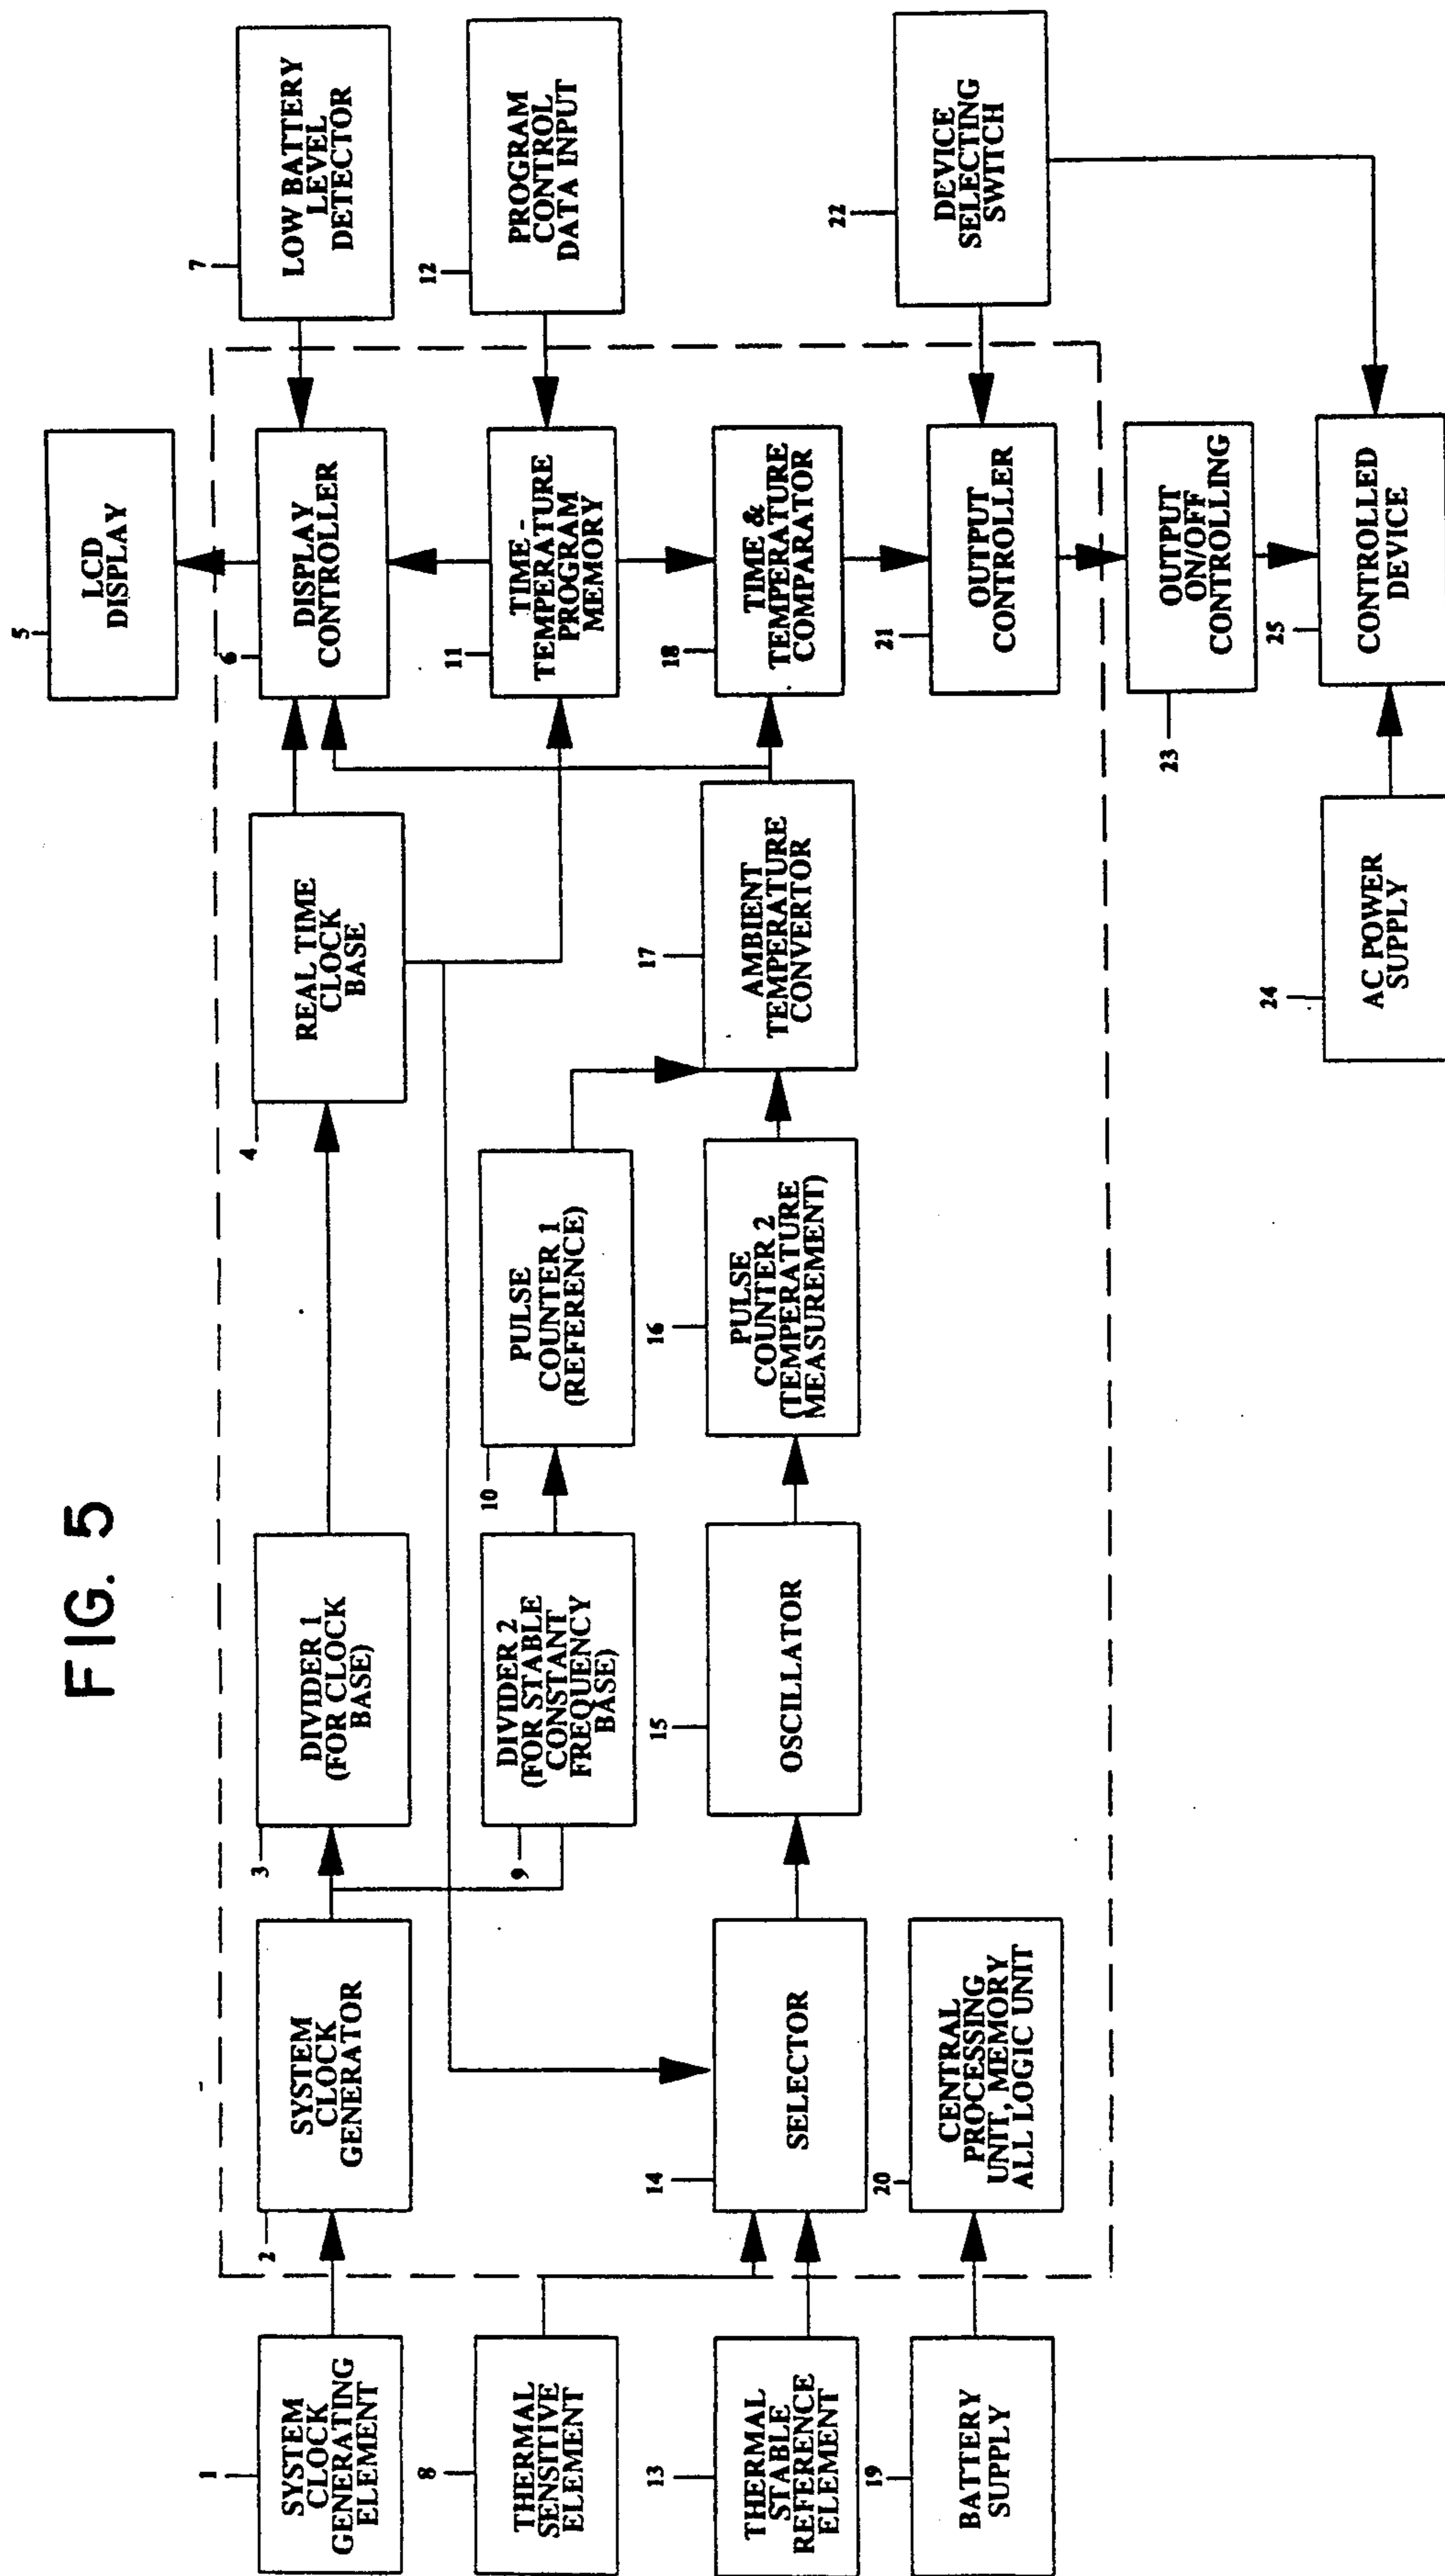 FIG. 5
1
SYSTEM
CLOCK
GENERATING
ELEMENT
2
SYSTEM
CLOCK
GENERATOR
3
DIVIDER 1
(FOR CLOCK
BASE)
4
REAL TIME
CLOCK
BASE
5
LCD
DISPLAY
6
DISPLAY
CONTROLLER
7
LOW BATTERY
LEVEL
DETECTOR
8
THERMAL
SENSITIVE
ELEMENT
9
DIVIDER 2
(FOR STABLE
CONSTANT
FREQUENCY
BASE)
10
PULSE
COUNTER 1
(REFERENCE)
11
TIME -
TEMPERATURE
PROGRAM
MEMORY
12
PROGRAM
CONTROL
DATA INPUT
13
THERMAL
STABLE
REFERENCE
ELEMENT
14
SELECTOR
15
OSCILLATOR
16
PULSE
COUNTER 2
(TEMPERATURE
MEASUREMENT)
17
AMBIENT
TEMPERATURE
CONVERTOR
18
TIME &
TEMPERATURE
COMPARATOR
19
BATTERY
SUPPLY
20
CENTRAL
PROCESSING
UNIT, MEMORY
ALL LOGIC UNIT
21
OUTPUT
CONTROLLER
22
DEVICE
SELECTING
SWITCH
23
OUTPUT
ON/OFF
CONTROLLING
24
AC POWER
SUPPLY
25
CONTROLLED
DEVICE